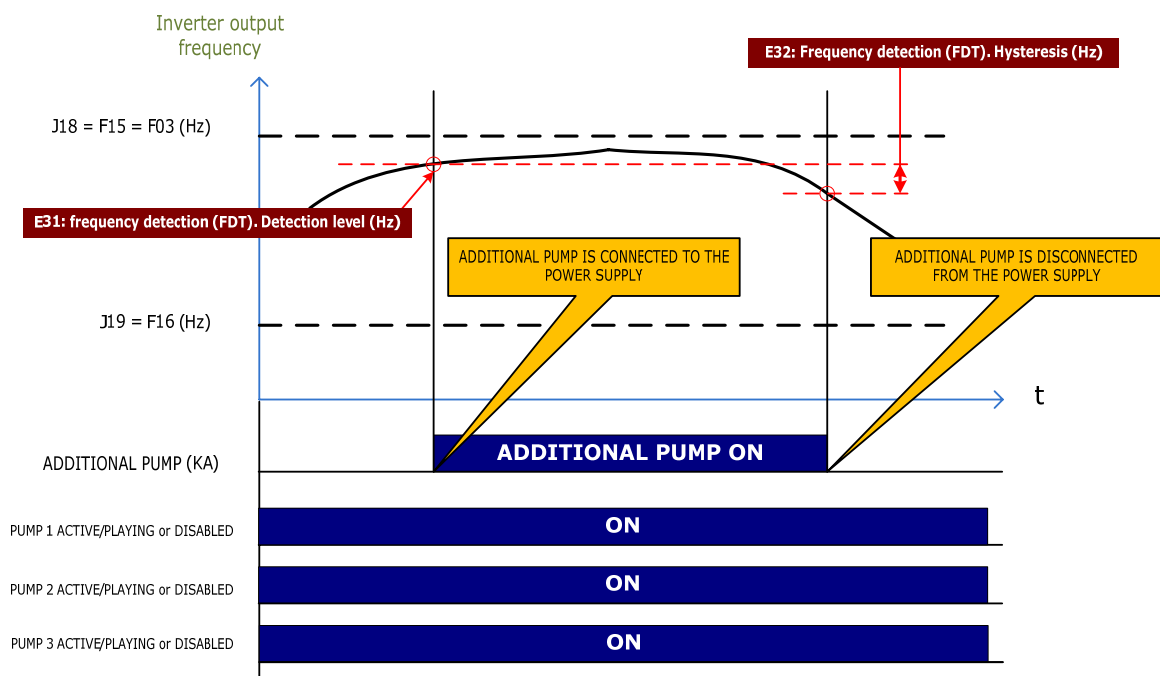 Inverter output
frequency
E32: Frequency detection (FDT). Hysteresis (Hz)
J18 = F15 = F03 (Hz)
E31: frequency detection (FDT). Detection level (Hz)
ADDITIONAL PUMP IS CONNECTED TO THE
POWER SUPPLY
ADDITIONAL PUMP IS DISCONNECTED
FROM THE POWER SUPPLY
J19 = F16 (Hz)
t
ADDITIONAL PUMP (KA)
ADDITIONAL PUMP ON
PUMP 1 ACTIVE/PLAYING or DISABLED
ON
PUMP 2 ACTIVE/PLAYING or DISABLED
ON
PUMP 3 ACTIVE/PLAYING or DISABLED
ON